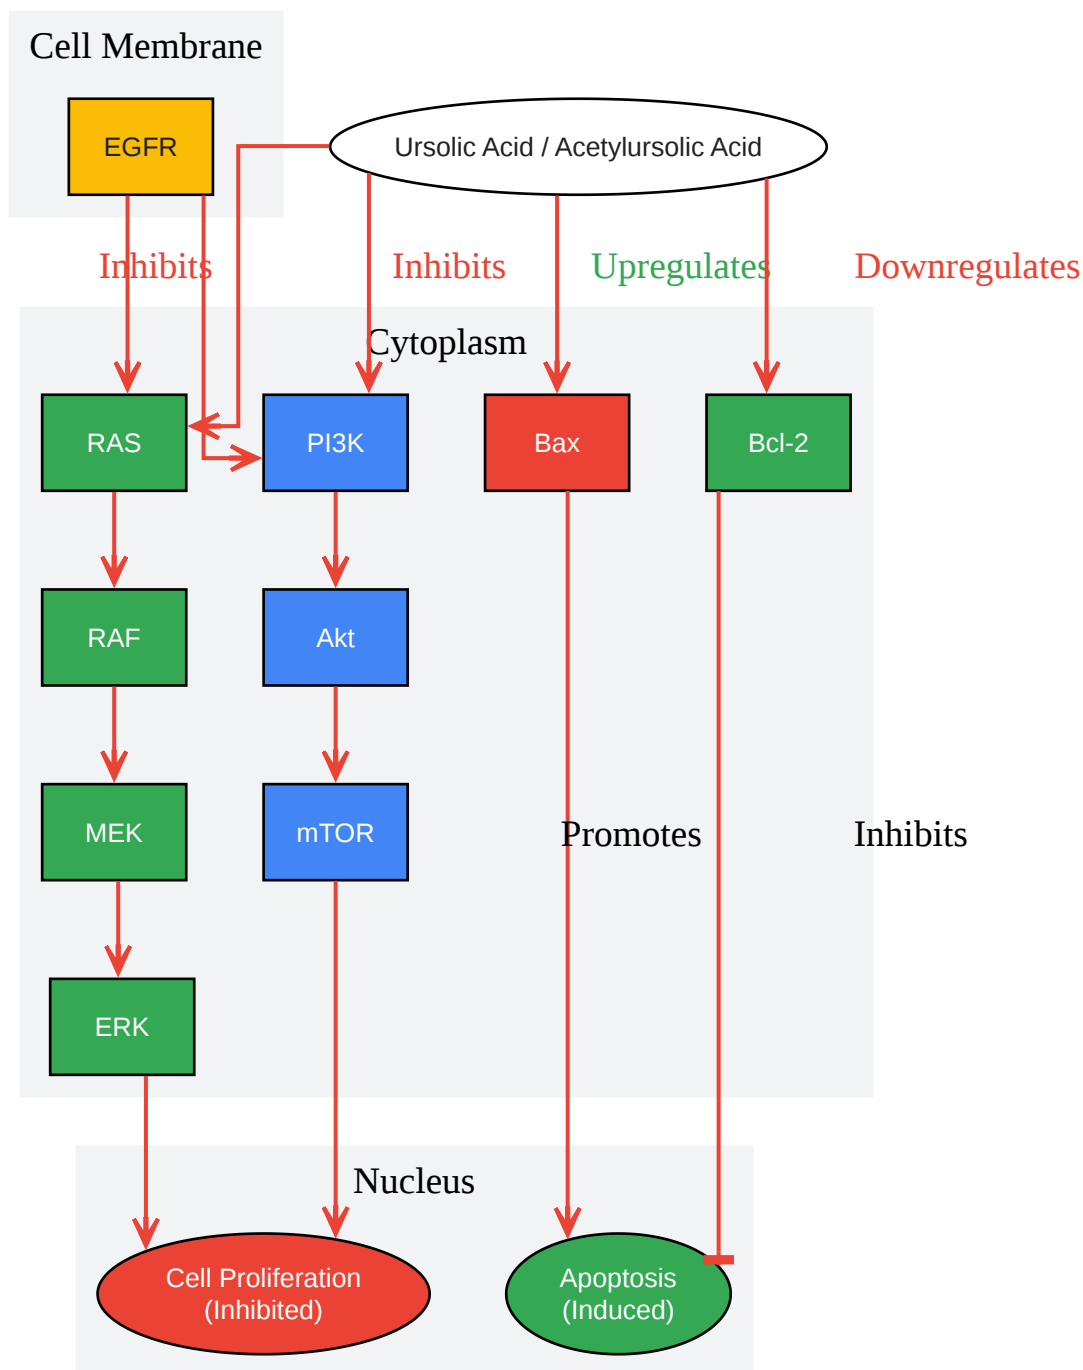 Cell Membrane
EGFR
Ursolic Acid / Acetylursolic Acid
Inhibits
Inhibits
Upregulates
Downregulates
Cytoplasm
RAS
PI3K
Bax
Bcl-2
RAF
Akt
MEK
mTOR
Promotes
Inhibits
ERK
Nucleus
Cell Proliferation
(Inhibited)
Apoptosis
(Induced)